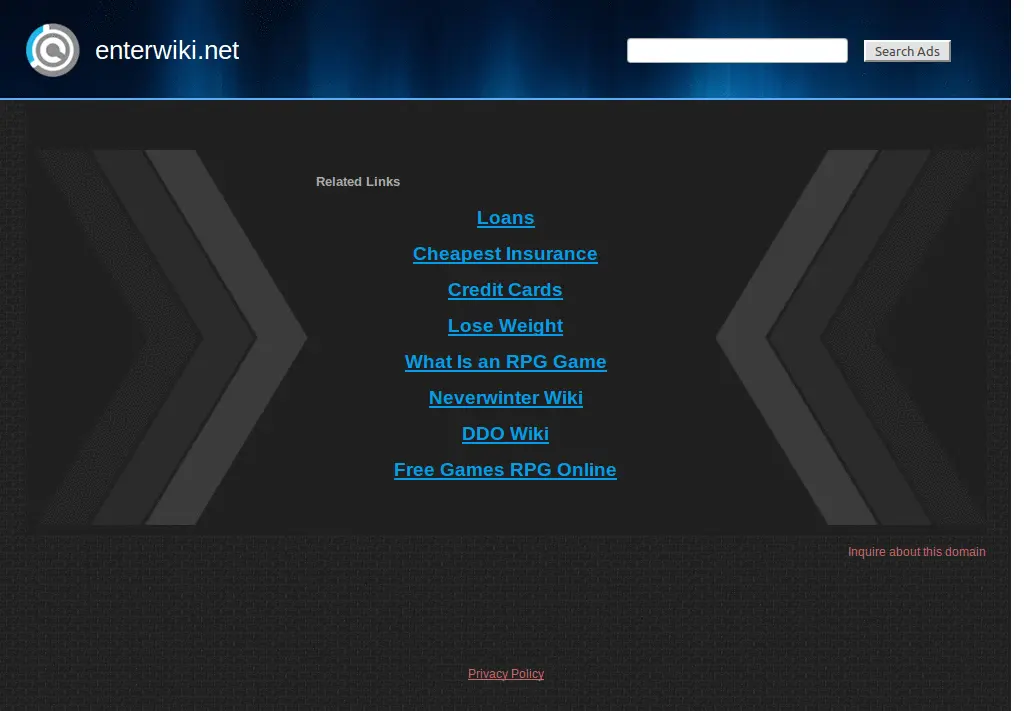 enterwiki.net
Search Ads
Related Links
Loans
Cheapest Insurance
Credit Cards
Lose Weight
What Is an RPG Game
Neverwinter Wiki
DDO Wiki
Free Games RPG Online
Inquire about this domain
Privacy Policy